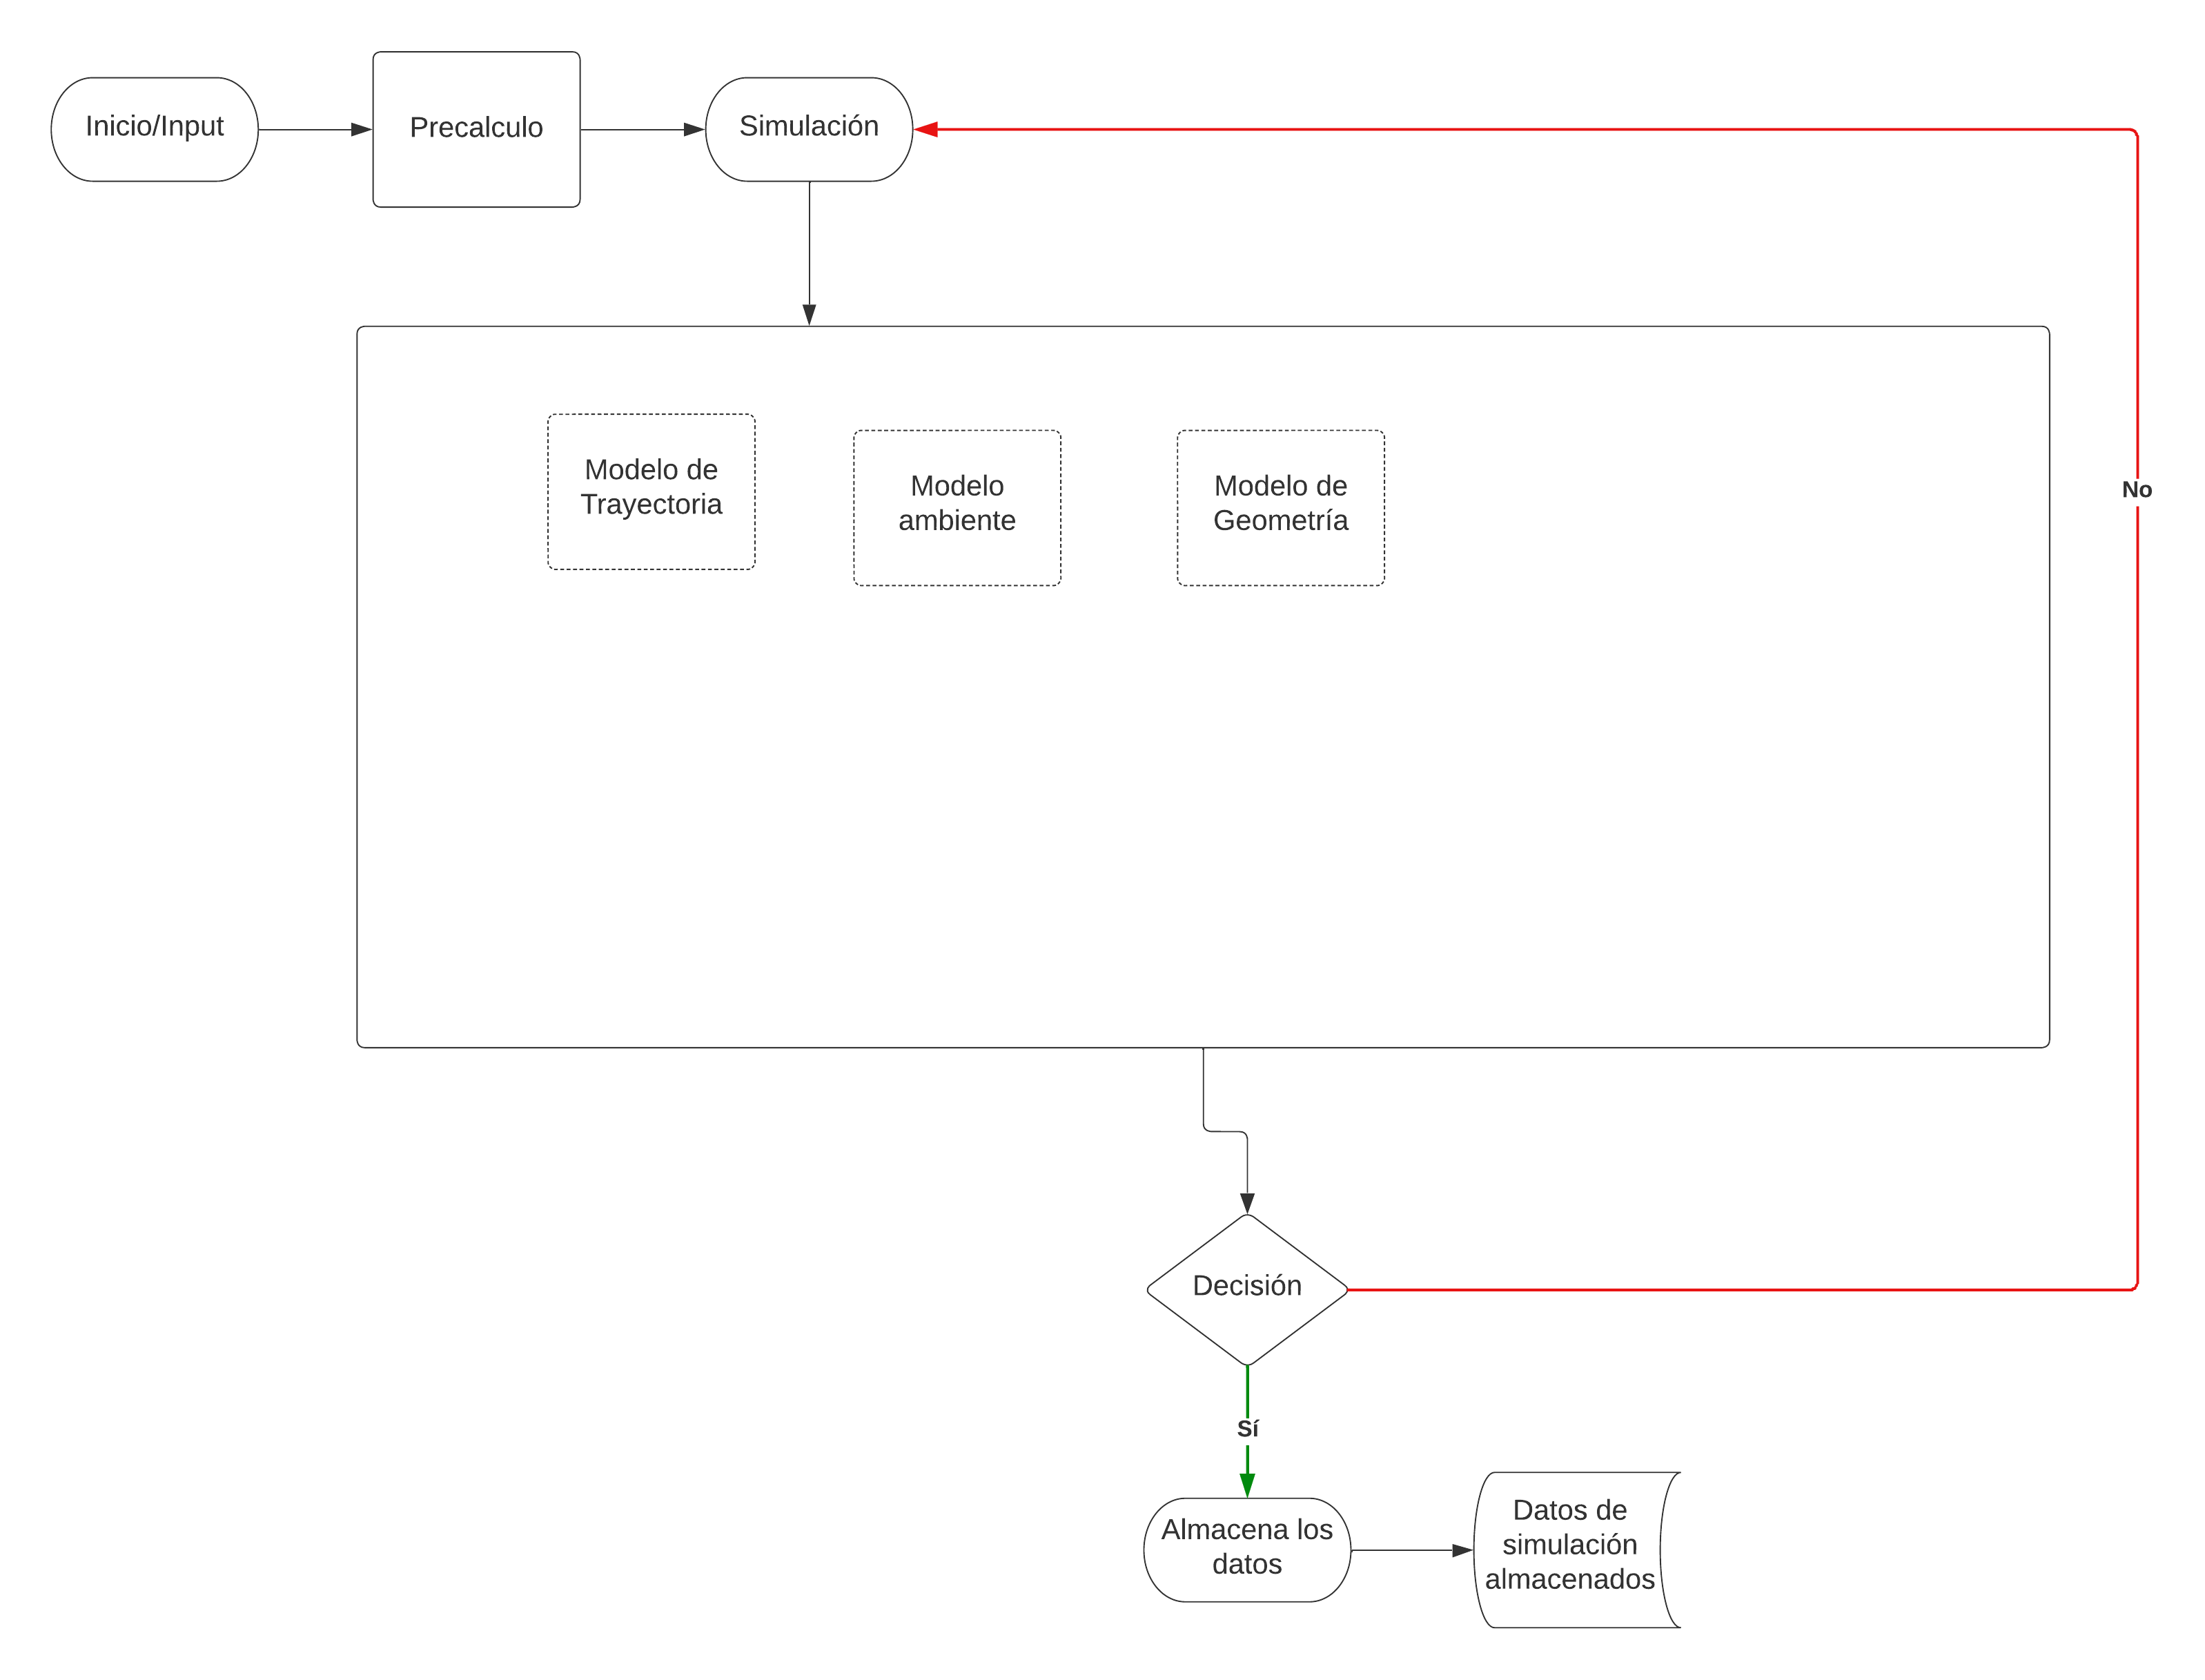 Inicio/Input
Precalculo
Simulación
Modelo de
Trayectoria
Modelo
ambiente
Modelo de
Geometría
No
Decisión
Sí
Almacena los
datos
Datos de
simulación
almacenados